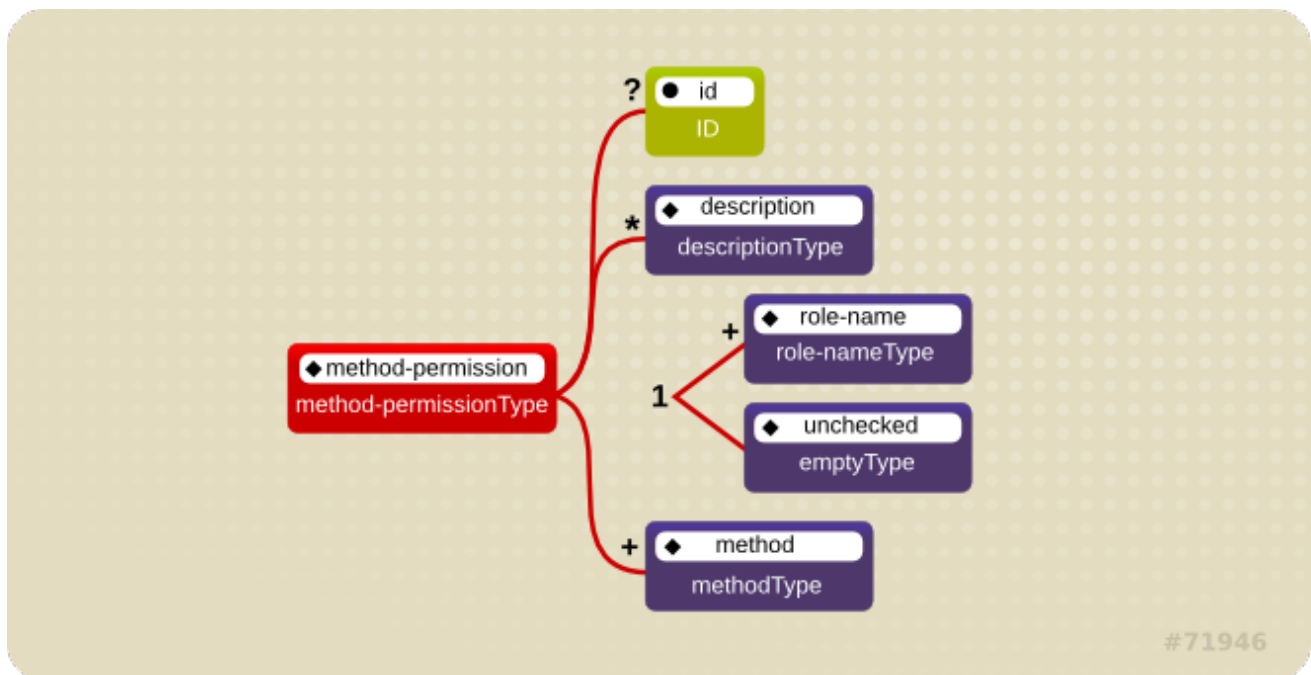 ?
id
ID
*
description
descriptionType
+
role-name
role-nameType
method-permission
method-permissionType
1
unchecked
emptyType
+
method
methodType
#71946